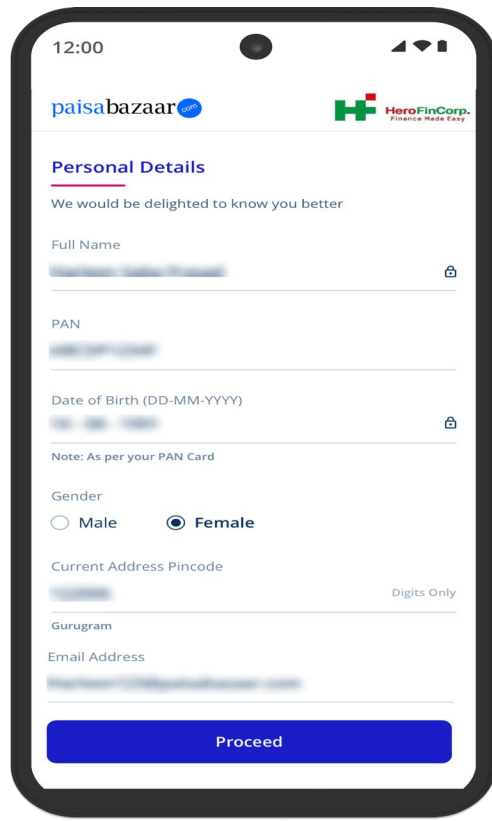 12:00
paisabazaar.com
HeroFinCorp.
Finance Made Easy
Personal Details
We would be delighted to know you better
Full Name
PAN
Date of Birth (DD-MM-YYYY)
Note: As per your PAN Card
Gender
Male Female
Current Address Pincode
Digits Only
Gurugram
Email Address
Proceed